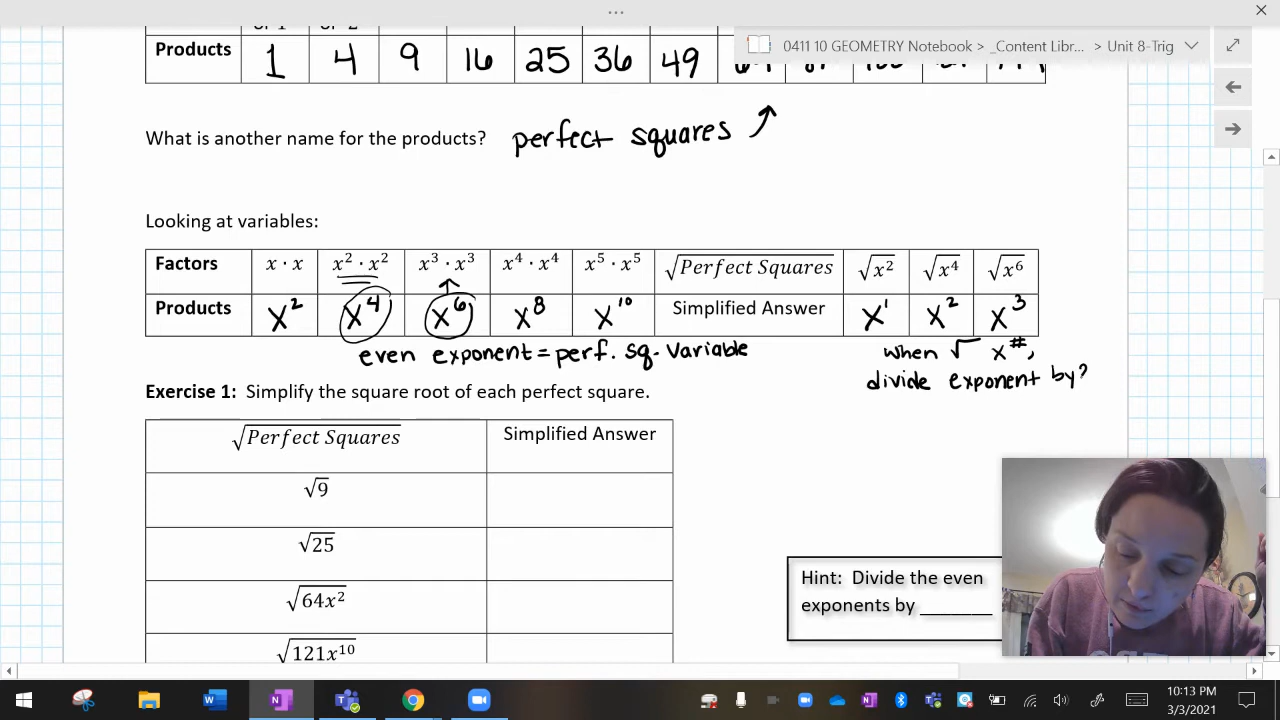 Products 1 4 9 16 25 36 49
0411 10 GEOMETRY Notebook > _Content Libr... > Unit 8-Trig
What is another name for the products? perfect squares
Looking at variables:
Factors x · x x² · x² x³ · x³ x⁴ · x⁴ x⁵ · x⁵ √Perfect Squares √x² √x⁴ √x⁶
Products x² x⁴ x⁶ x⁸ x¹⁰ Simplified Answer x¹ x² x³
even exponent = perf. sq. variable
when √ x^#,
divide exponent by?
Exercise 1: Simplify the square root of each perfect square.
√Perfect Squares Simplified Answer
√9
√25
√64x²
√121x¹⁰
Hint: Divide the even
exponents by _______
10:13 PM
3/3/2021